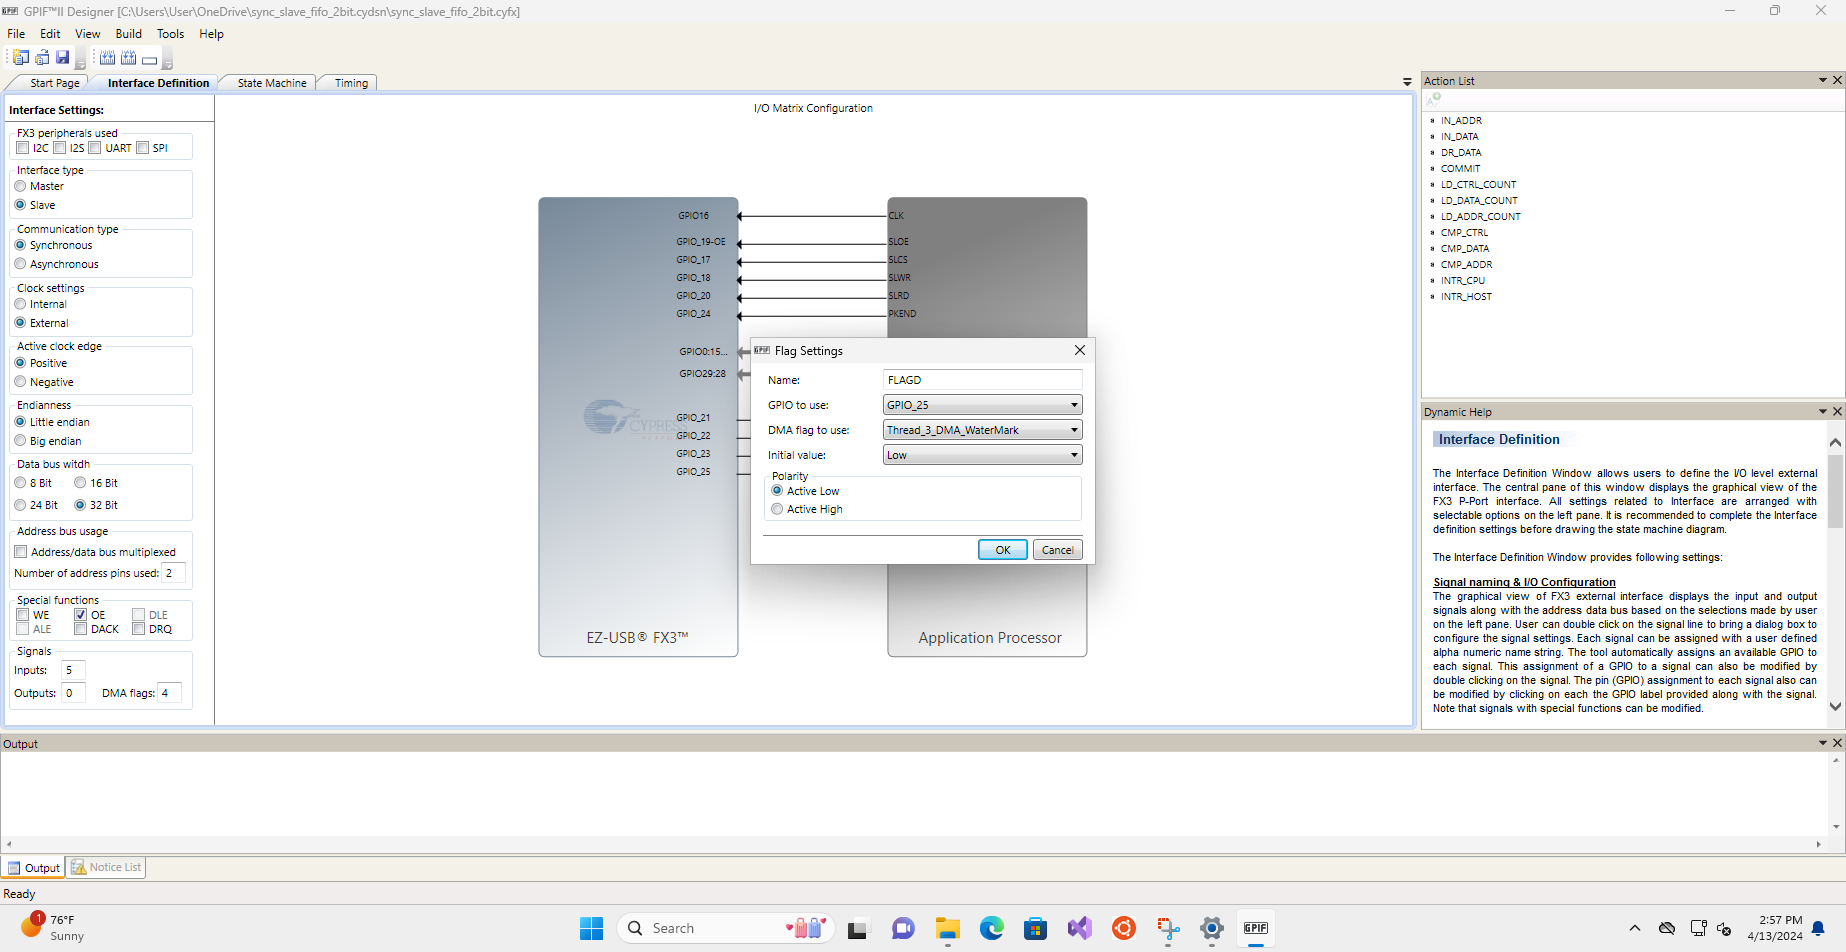 GPIF GPIF™II Designer [C:\Users\User\OneDrive\sync_slave_fifo_2bit.cydsn\sync_slave_fifo_2bit.cyfx]
File Edit View Build Tools Help
Start Page Interface Definition State Machine Timing
Interface Settings:
FX3 peripherals used
I2C I2S UART SPI
Interface type
Master
Slave
Communication type
Synchronous
Asynchronous
Clock settings
Internal
External
Active clock edge
Positive
Negative
Endianness
Little endian
Big endian
Data bus witdh
8 Bit 16 Bit
24 Bit 32 Bit
Address bus usage
Address/data bus multiplexed
Number of address pins used: 2
Special functions
WE OE DLE
ALE DACK DRQ
Signals
Inputs: 5
Outputs: 0 DMA flags: 4
I/O Matrix Configuration
GPIO16 CLK
GPIO_19-OE SLOE
GPIO_17 SLCS
GPIO_18 SLWR
GPIO_20 SLRD
GPIO_24 PKEND
GPIO0:15...
GPIO29:28
GPIO_21
CYPRESS
GPIO_22
GPIO_23
GPIO_25
EZ-USB® FX3™
Application Processor
GPIF Flag Settings
Name: FLAGD
GPIO to use: GPIO_25
DMA flag to use: Thread_3_DMA_WaterMark
Initial value: Low
Polarity
Active Low
Active High
OK Cancel
Action List
IN_ADDR
IN_DATA
DR_DATA
COMMIT
LD_CTRL_COUNT
LD_DATA_COUNT
LD_ADDR_COUNT
CMP_CTRL
CMP_DATA
CMP_ADDR
INTR_CPU
INTR_HOST
Dynamic Help
Interface Definition
The Interface Definition Window allows users to define the I/O level external
interface. The central pane of this window displays the graphical view of the
FX3 P-Port interface. All settings related to Interface are arranged with
selectable options on the left pane. It is recommended to complete the Interface
definition settings before drawing the state machine diagram.
The Interface Definition Window provides following settings:
Signal naming & I/O Configuration
The graphical view of FX3 external interface displays the input and output
signals along with the address data bus based on the selections made by user
on the left pane. User can double click on the signal line to bring a dialog box to
configure the signal settings. Each signal can be assigned with a user defined
alpha numeric name string. The tool automatically assigns an available GPIO to
each signal. This assignment of a GPIO to a signal can also be modified by
double clicking on the signal. The pin (GPIO) assignment to each signal also can
be modified by clicking on each the GPIO label provided along with the signal.
Note that signals with special functions can be modified.
Output
Output Notice List
Ready
1 76°F
Sunny
Search
GPIF
2:57 PM
4/13/2024